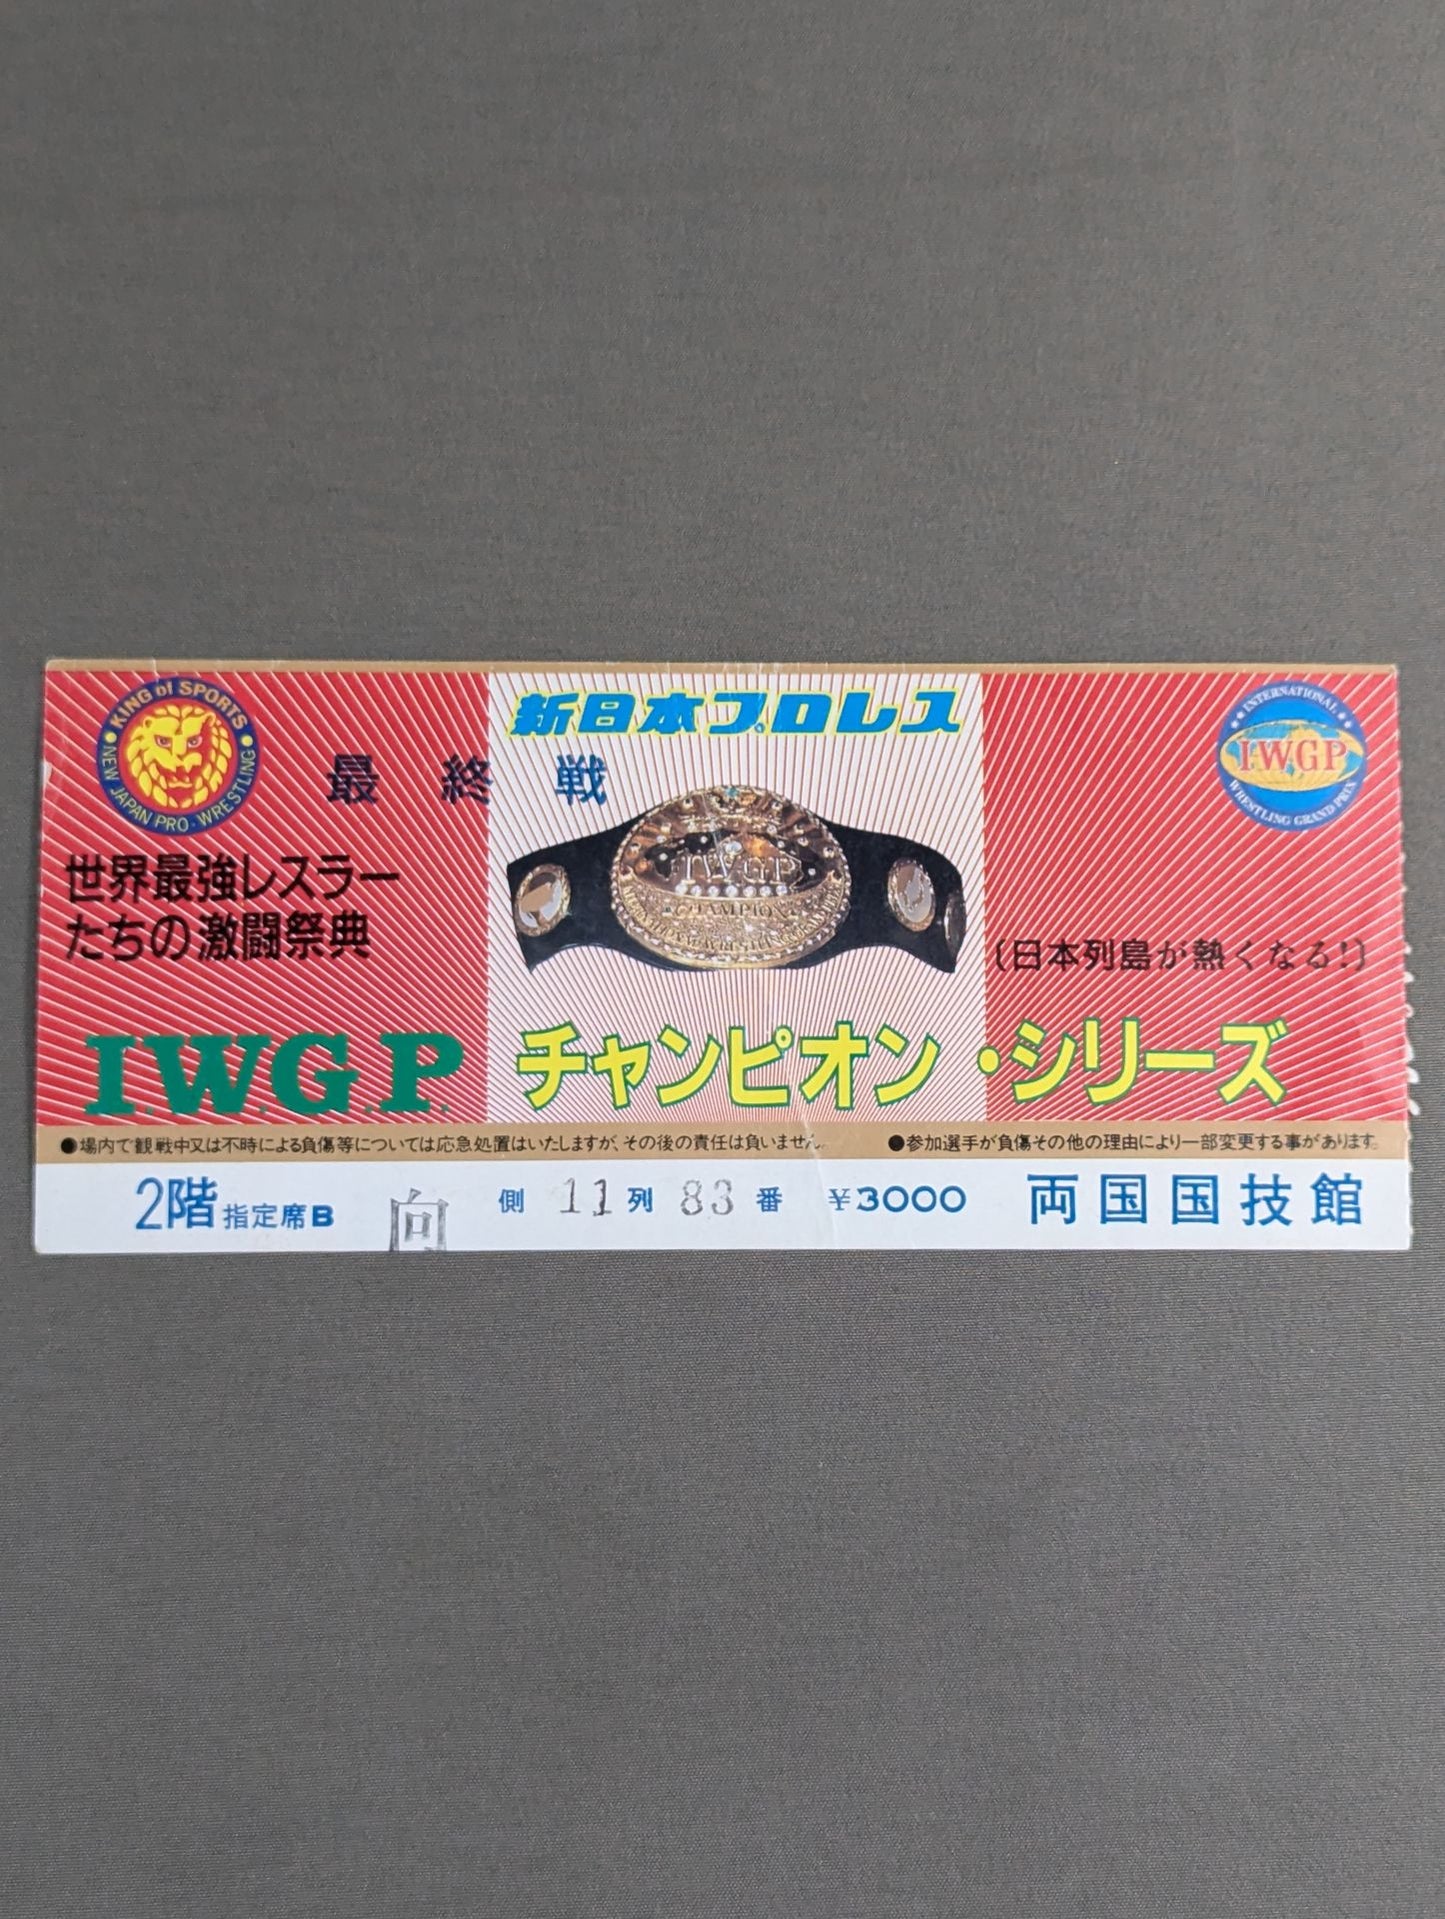 KING of SPORTS
NEW JAPAN PRO-WRESTLING
新日本プロレス
INTERNATIONAL
I.W.G.P
WRESTLING GRAND PRIX
最終戦
世界最強レスラー
たちの激闘祭典
I.W.G.P.
CHAMPION
(日本列島が熱くなる!)
I.W.G.P. チャンピオン・シリーズ
●場内で観戦中又は不時による負傷等については応急処置はいたしますが、その後の責任は負いません。 ●参加選手が負傷その他の理由により一部変更する事があります。
2階 指定席B 向 側 11 列 83 番 ¥3000 両国国技館